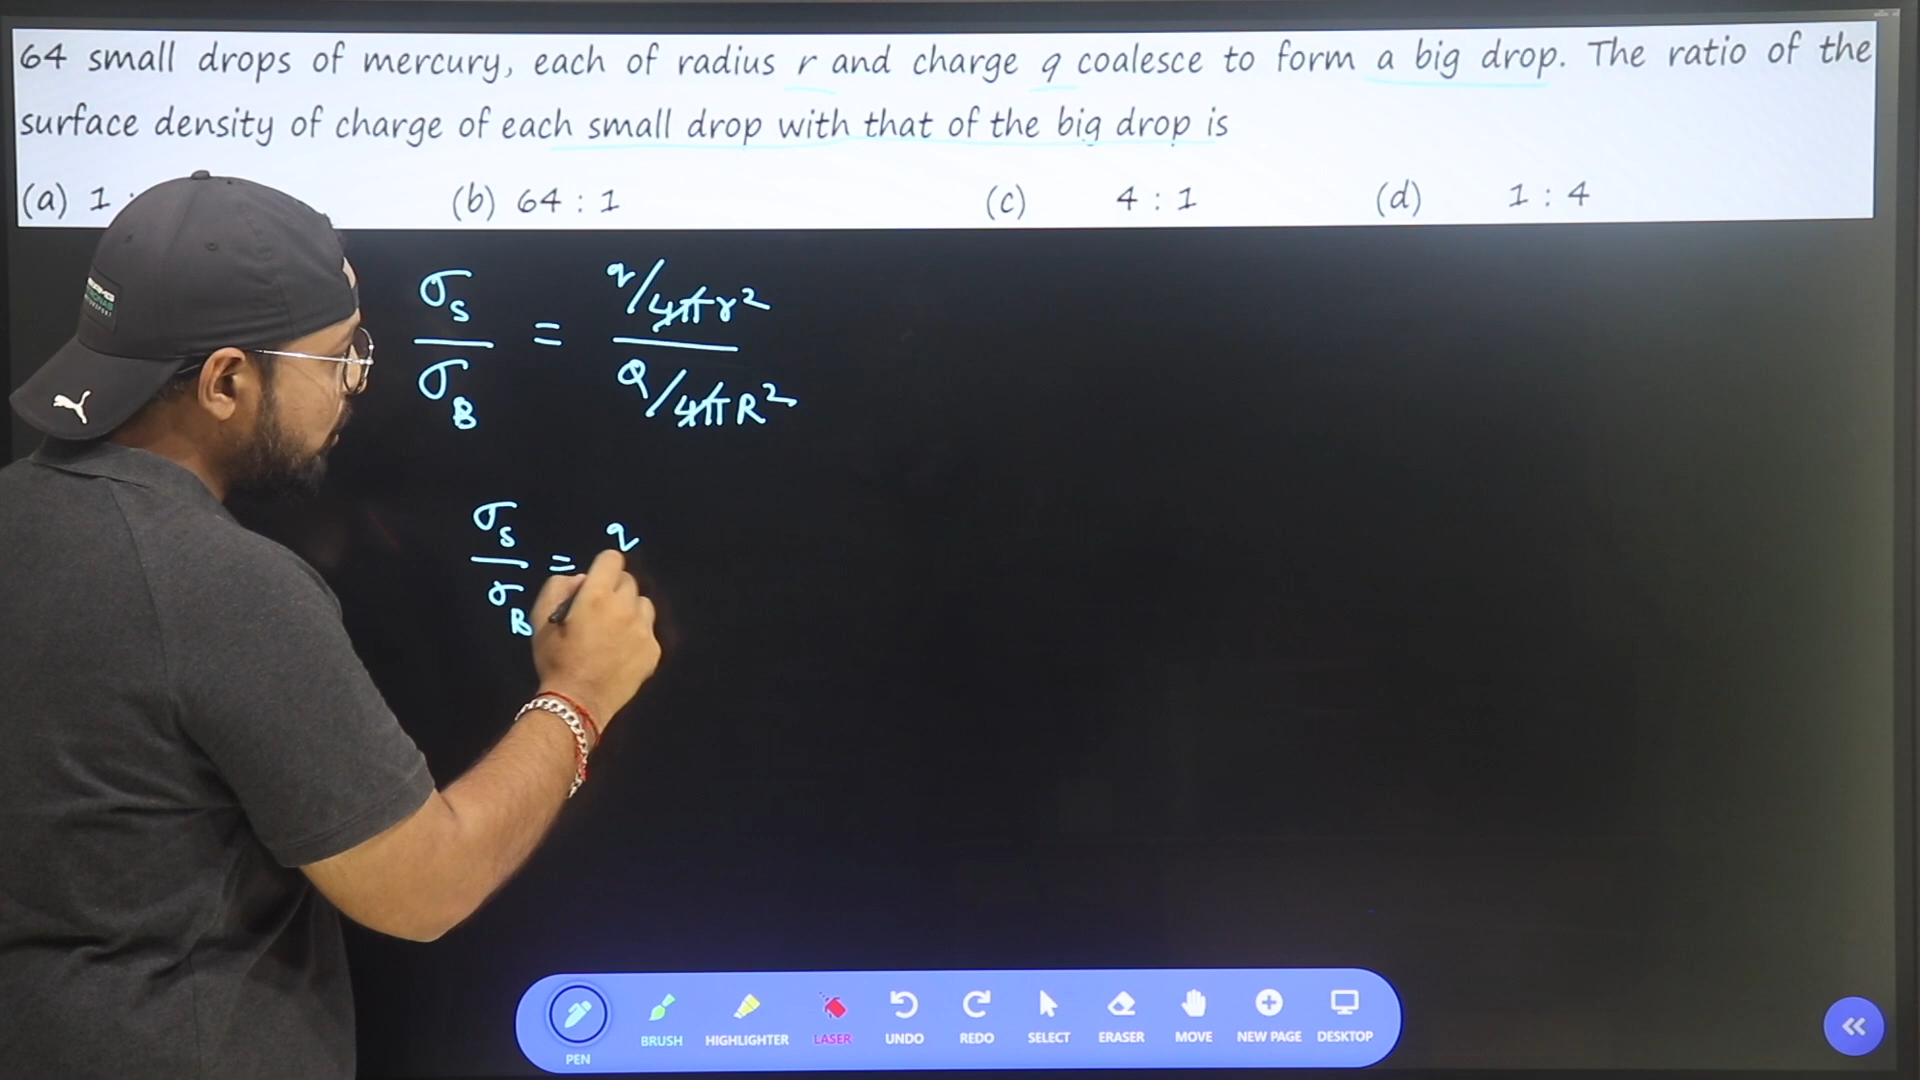 64 small drops of mercury, each of radius r and charge q coalesce to form a big drop. The ratio of the
surface density of charge of each small drop with that of the big drop is
(a) 1 : (b) 64 : 1 (c) 4 : 1 (d) 1 : 4
σs/σB = q/4πr² / Q/4πR²
σs/σB = q
PEN BRUSH HIGHLIGHTER LASER UNDO REDO SELECT ERASER MOVE NEW PAGE DESKTOP